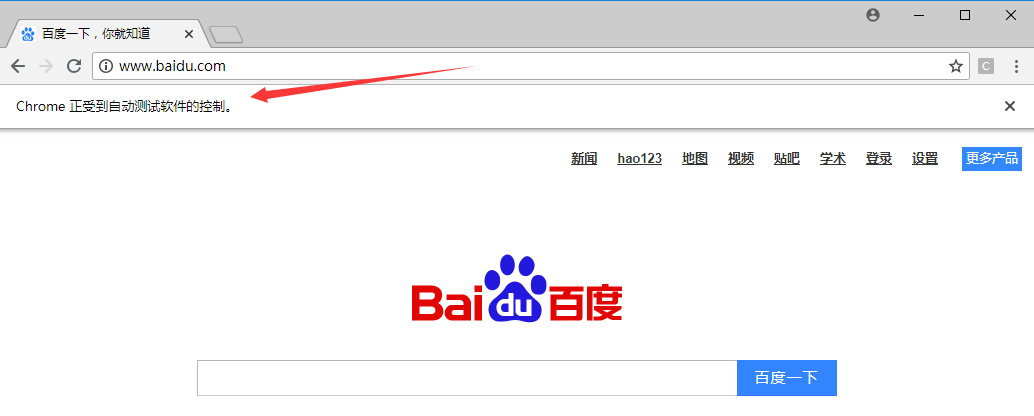 百度一下，你就知道
www.baidu.com
C
Chrome 正受到自动测试软件的控制。
新闻 hao123 地图 视频 贴吧 学术 登录 设置 更多产品
Bai du 百度
百度一下